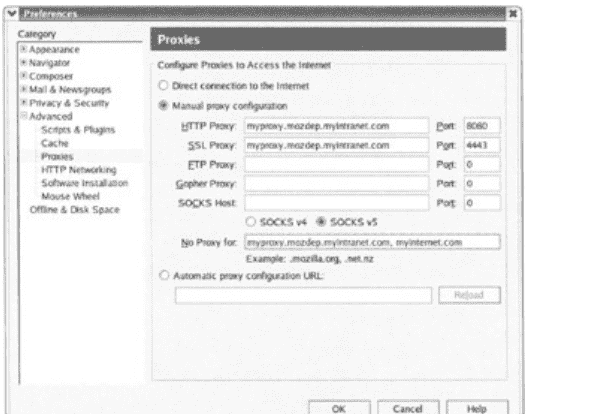 Preferences
Category
Appearance
Navigator
Composer
Mail & Newsgroups
Privacy & Security
Advanced
Scripts & Plugins
Cache
Proxies
HTTP Networking
Software Installation
Mouse Wheel
Offline & Disk Space
Proxies
Configure Proxies to Access the Internet
Direct connection to the Internet
Manual proxy configuration
HTTP Proxy: myproxy.mozdep.myintranet.com Port: 8080
SSL Proxy: myproxy.mozdep.myintranet.com Port: 4443
FTP Proxy: Port: 0
Gopher Proxy: Port: 0
SOCKS Host: Port: 0
SOCKS v4 SOCKS v5
No Proxy for: myproxy.mozdep.myintranet.com, myinternet.com
Example: .mozilla.org, .net.nz
Automatic proxy configuration URL:
Reload
OK Cancel Help